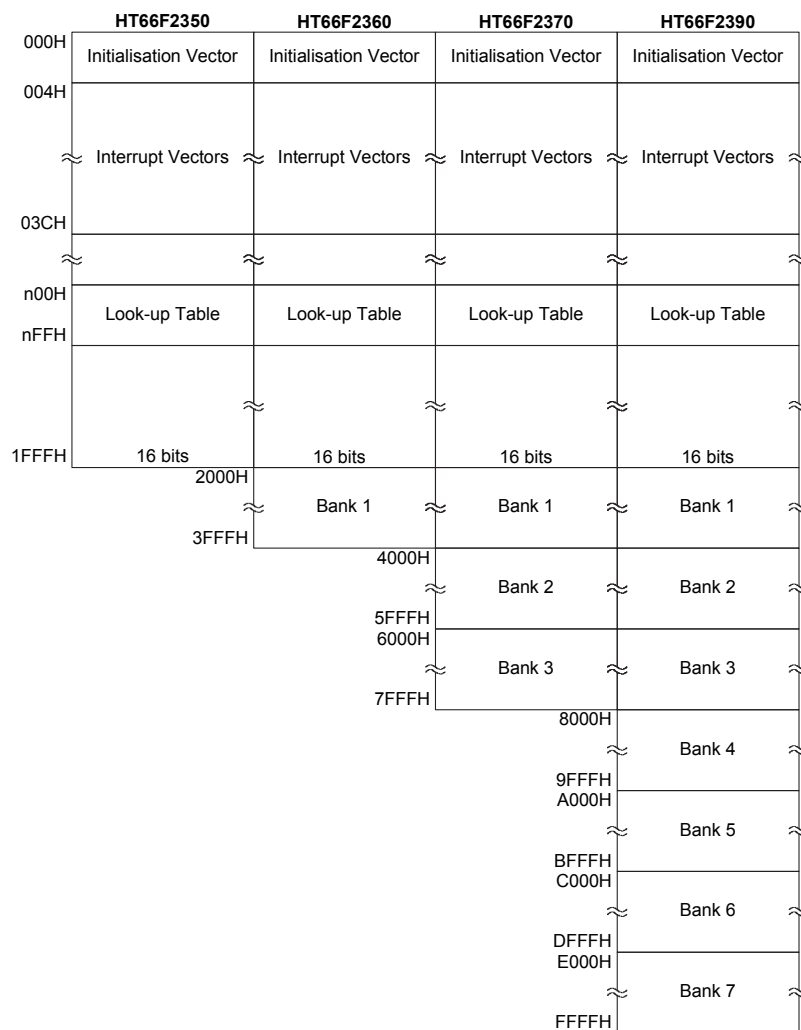 HT66F2350 HT66F2360 HT66F2370 HT66F2390
000H
Initialisation Vector Initialisation Vector Initialisation Vector Initialisation Vector
004H
Interrupt Vectors Interrupt Vectors Interrupt Vectors Interrupt Vectors
03CH
n00H
Look-up Table Look-up Table Look-up Table Look-up Table
nFFH
1FFFH 16 bits 16 bits 16 bits 16 bits
2000H
Bank 1 Bank 1 Bank 1
3FFFH
4000H
Bank 2 Bank 2
5FFFH
6000H
Bank 3 Bank 3
7FFFH
8000H
Bank 4
9FFFH
A000H
Bank 5
BFFFH
C000H
Bank 6
DFFFH
E000H
Bank 7
FFFFH